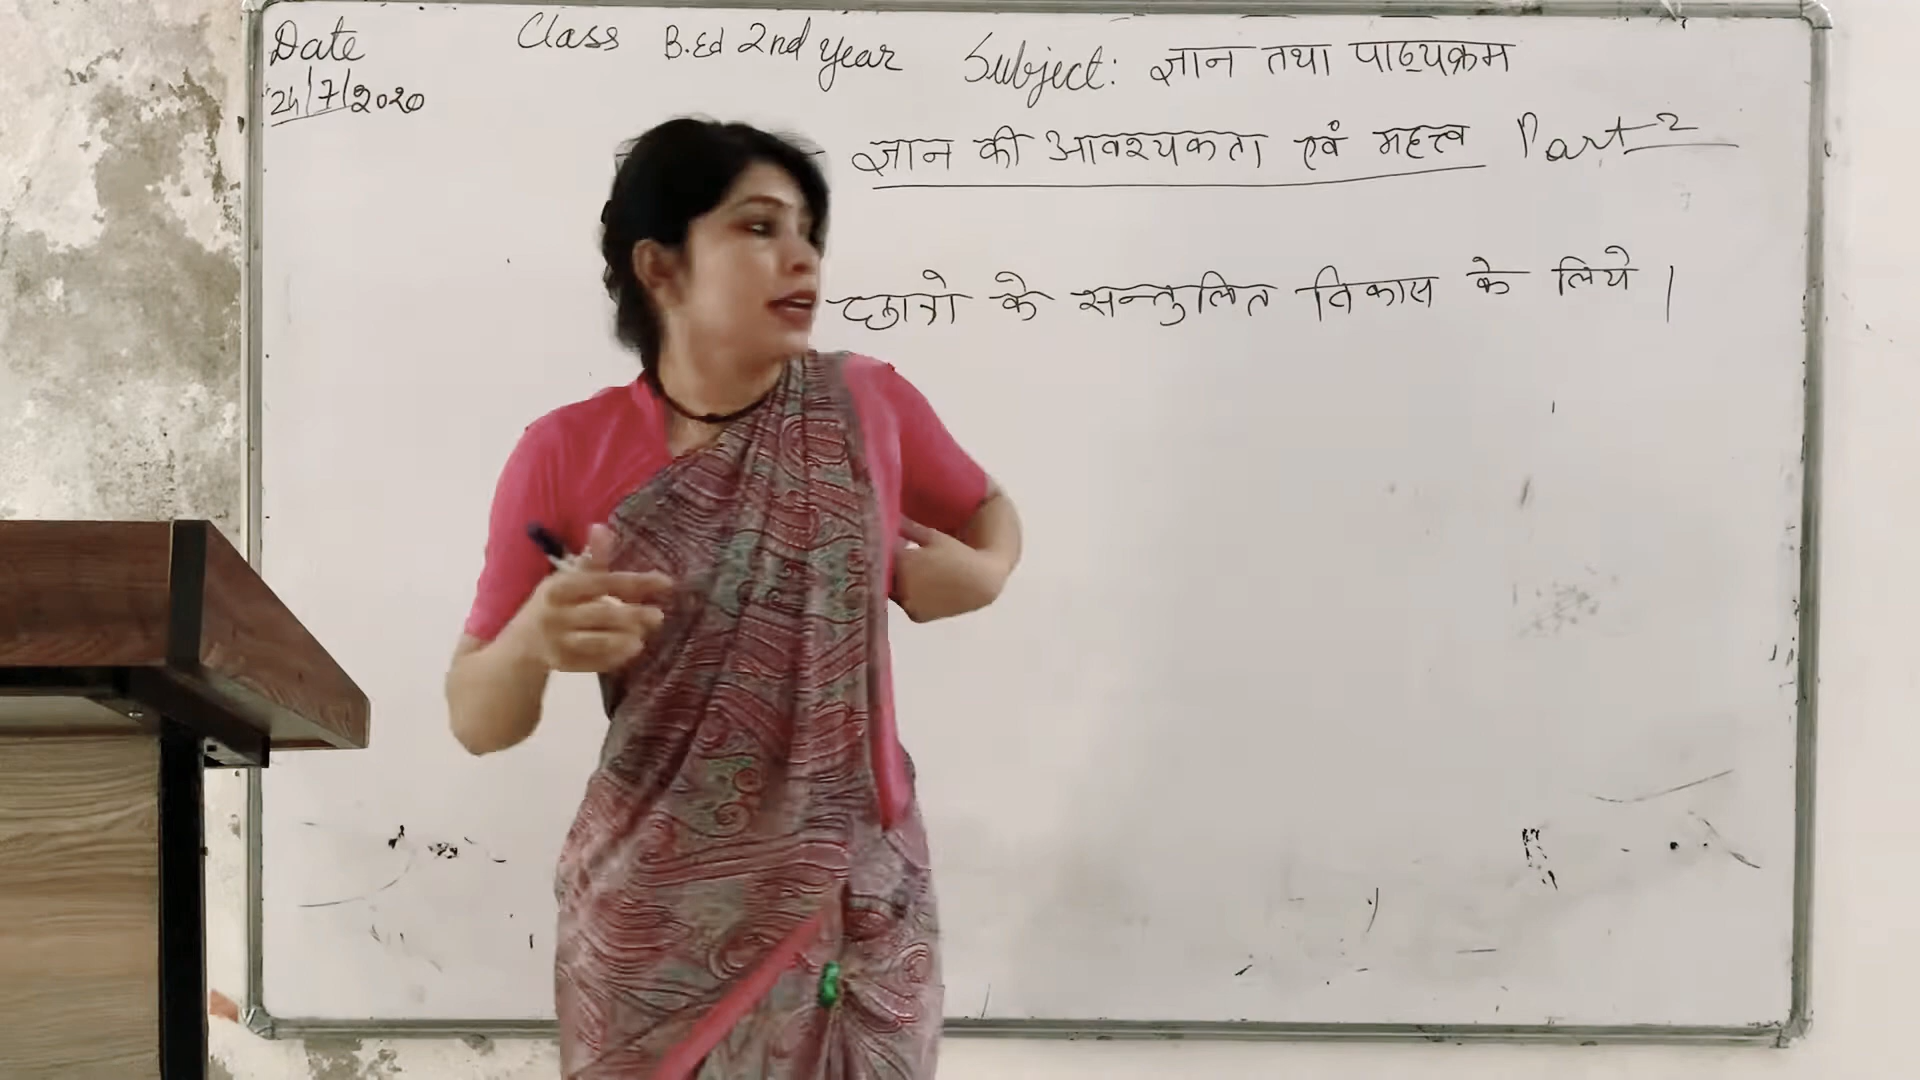 Date Class B.Ed 2nd Year Subject: ज्ञान तथा पाठ्यक्रम
24/7/2020
ज्ञान की आवश्यकता एवं महत्त्व Part-2
छात्रो के सन्तुलित विकास के लिये |